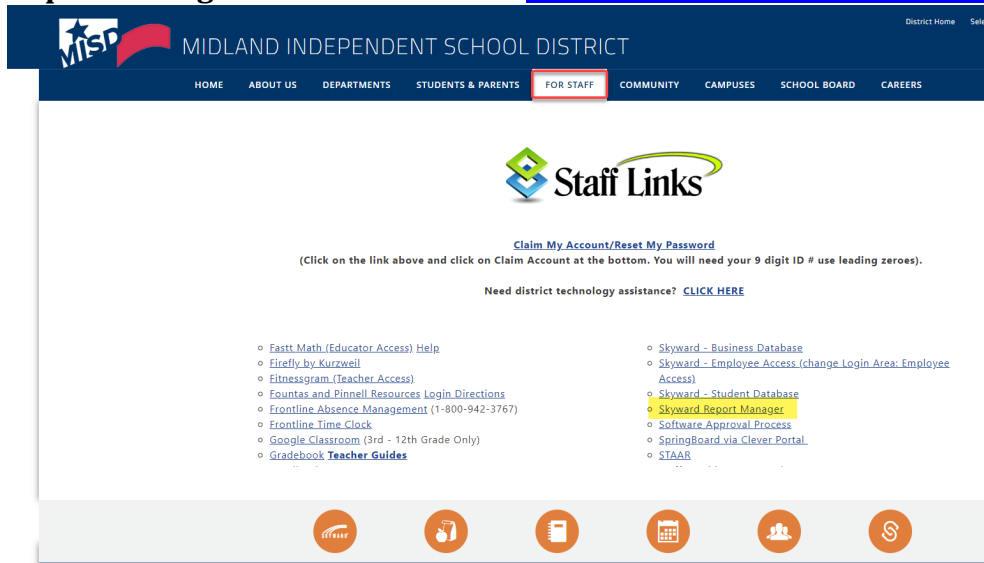 District Home Sele
MISD MIDLAND INDEPENDENT SCHOOL DISTRICT
HOME ABOUT US DEPARTMENTS STUDENTS & PARENTS FOR STAFF COMMUNITY CAMPUSES SCHOOL BOARD CAREERS
Staff Links
Claim My Account/Reset My Password
(Click on the link above and click on Claim Account at the bottom. You will need your 9 digit ID # use leading zeroes).
Need district technology assistance? CLICK HERE
Fastt Math (Educator Access) Help
Firefly by Kurzweil
Fitnessgram (Teacher Access)
Fountas and Pinnell Resources Login Directions
Frontline Absence Management (1-800-942-3767)
Frontline Time Clock
Google Classroom (3rd - 12th Grade Only)
Gradebook Teacher Guides
Skyward - Business Database
Skyward - Employee Access (change Login Area: Employee
Access)
Skyward - Student Database
Skyward Report Manager
Software Approval Process
SpringBoard via Clever Portal
STAAR
SKYWARD